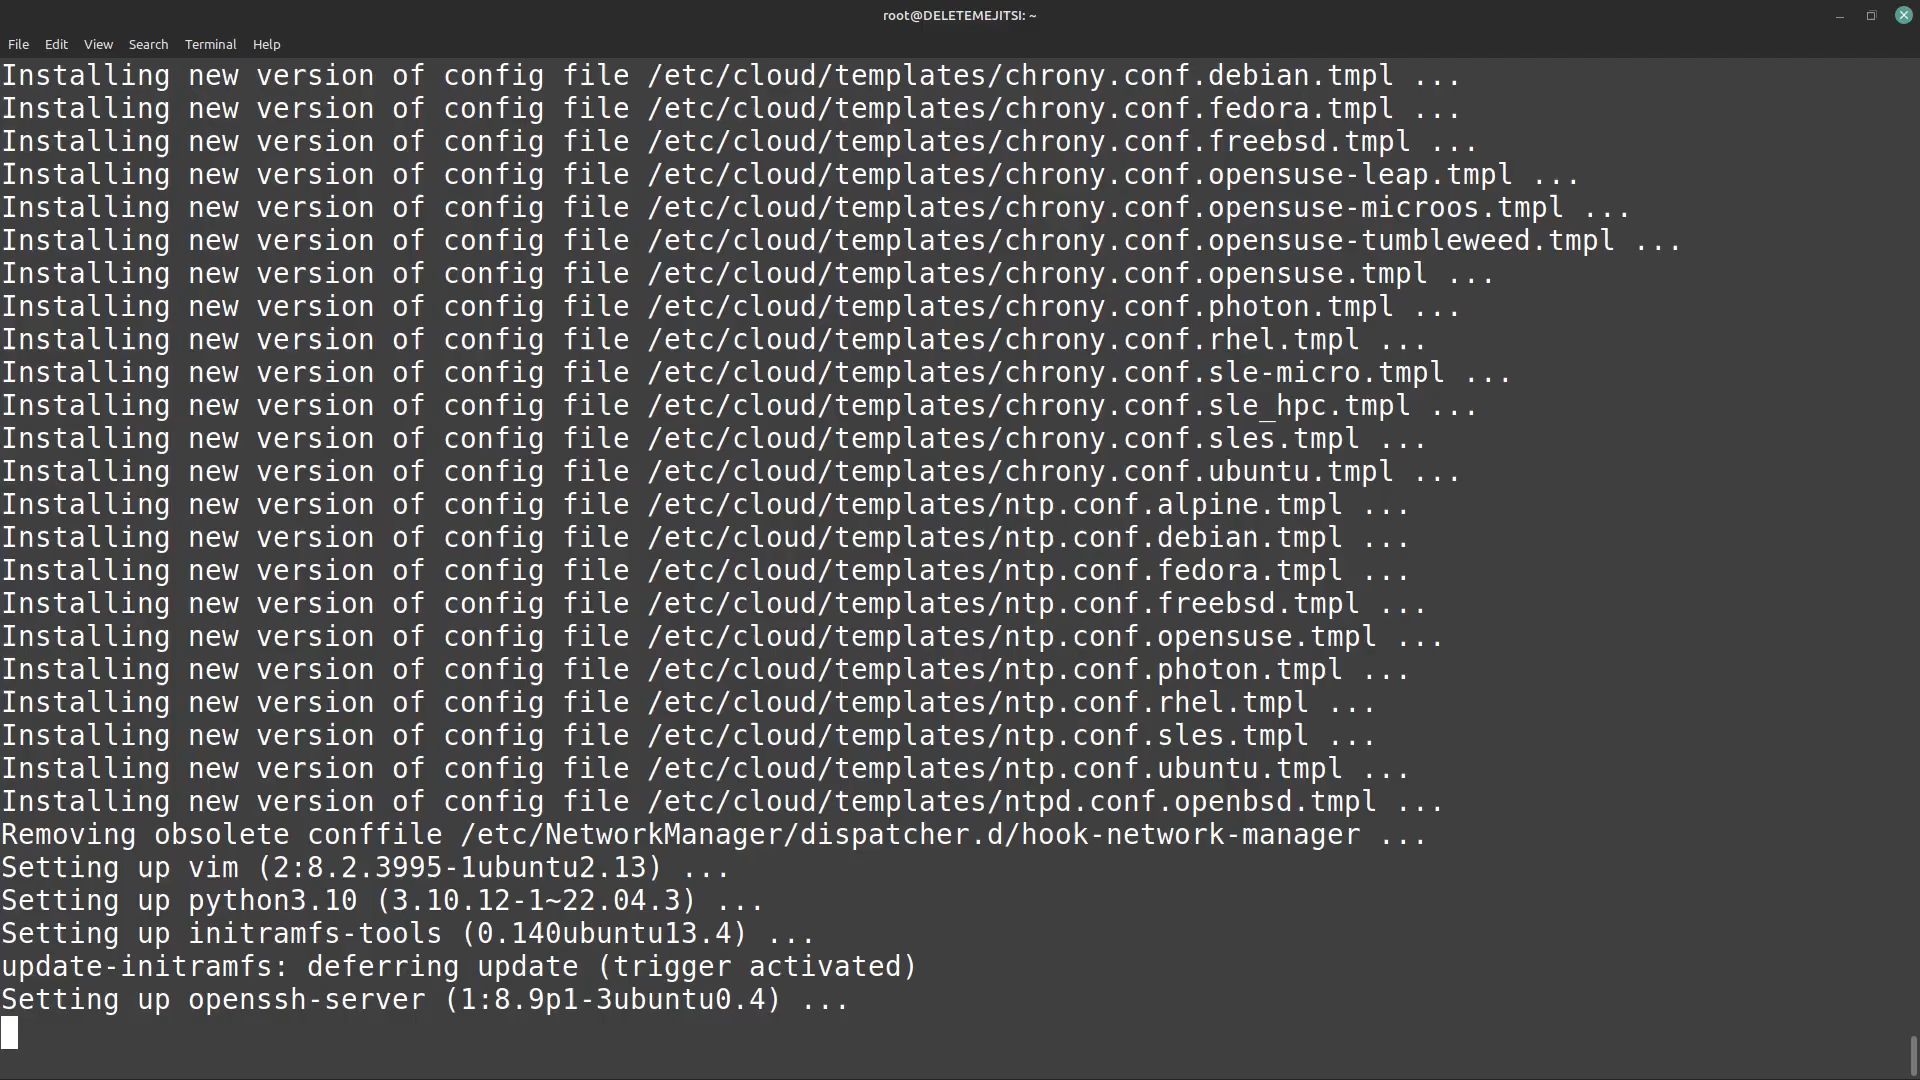 root@DELETEMEJITSI: ~
File Edit View Search Terminal Help
Installing new version of config file /etc/cloud/templates/chrony.conf.debian.tmpl ...
Installing new version of config file /etc/cloud/templates/chrony.conf.fedora.tmpl ...
Installing new version of config file /etc/cloud/templates/chrony.conf.freebsd.tmpl ...
Installing new version of config file /etc/cloud/templates/chrony.conf.opensuse-leap.tmpl ...
Installing new version of config file /etc/cloud/templates/chrony.conf.opensuse-microos.tmpl ...
Installing new version of config file /etc/cloud/templates/chrony.conf.opensuse-tumbleweed.tmpl ...
Installing new version of config file /etc/cloud/templates/chrony.conf.opensuse.tmpl ...
Installing new version of config file /etc/cloud/templates/chrony.conf.photon.tmpl ...
Installing new version of config file /etc/cloud/templates/chrony.conf.rhel.tmpl ...
Installing new version of config file /etc/cloud/templates/chrony.conf.sle-micro.tmpl ...
Installing new version of config file /etc/cloud/templates/chrony.conf.sle_hpc.tmpl ...
Installing new version of config file /etc/cloud/templates/chrony.conf.sles.tmpl ...
Installing new version of config file /etc/cloud/templates/chrony.conf.ubuntu.tmpl ...
Installing new version of config file /etc/cloud/templates/ntp.conf.alpine.tmpl ...
Installing new version of config file /etc/cloud/templates/ntp.conf.debian.tmpl ...
Installing new version of config file /etc/cloud/templates/ntp.conf.fedora.tmpl ...
Installing new version of config file /etc/cloud/templates/ntp.conf.freebsd.tmpl ...
Installing new version of config file /etc/cloud/templates/ntp.conf.opensuse.tmpl ...
Installing new version of config file /etc/cloud/templates/ntp.conf.photon.tmpl ...
Installing new version of config file /etc/cloud/templates/ntp.conf.rhel.tmpl ...
Installing new version of config file /etc/cloud/templates/ntp.conf.sles.tmpl ...
Installing new version of config file /etc/cloud/templates/ntp.conf.ubuntu.tmpl ...
Installing new version of config file /etc/cloud/templates/ntpd.conf.openbsd.tmpl ...
Removing obsolete conffile /etc/NetworkManager/dispatcher.d/hook-network-manager ...
Setting up vim (2:8.2.3995-1ubuntu2.13) ...
Setting up python3.10 (3.10.12-1~22.04.3) ...
Setting up initramfs-tools (0.140ubuntu13.4) ...
update-initramfs: deferring update (trigger activated)
Setting up openssh-server (1:8.9p1-3ubuntu0.4) ...